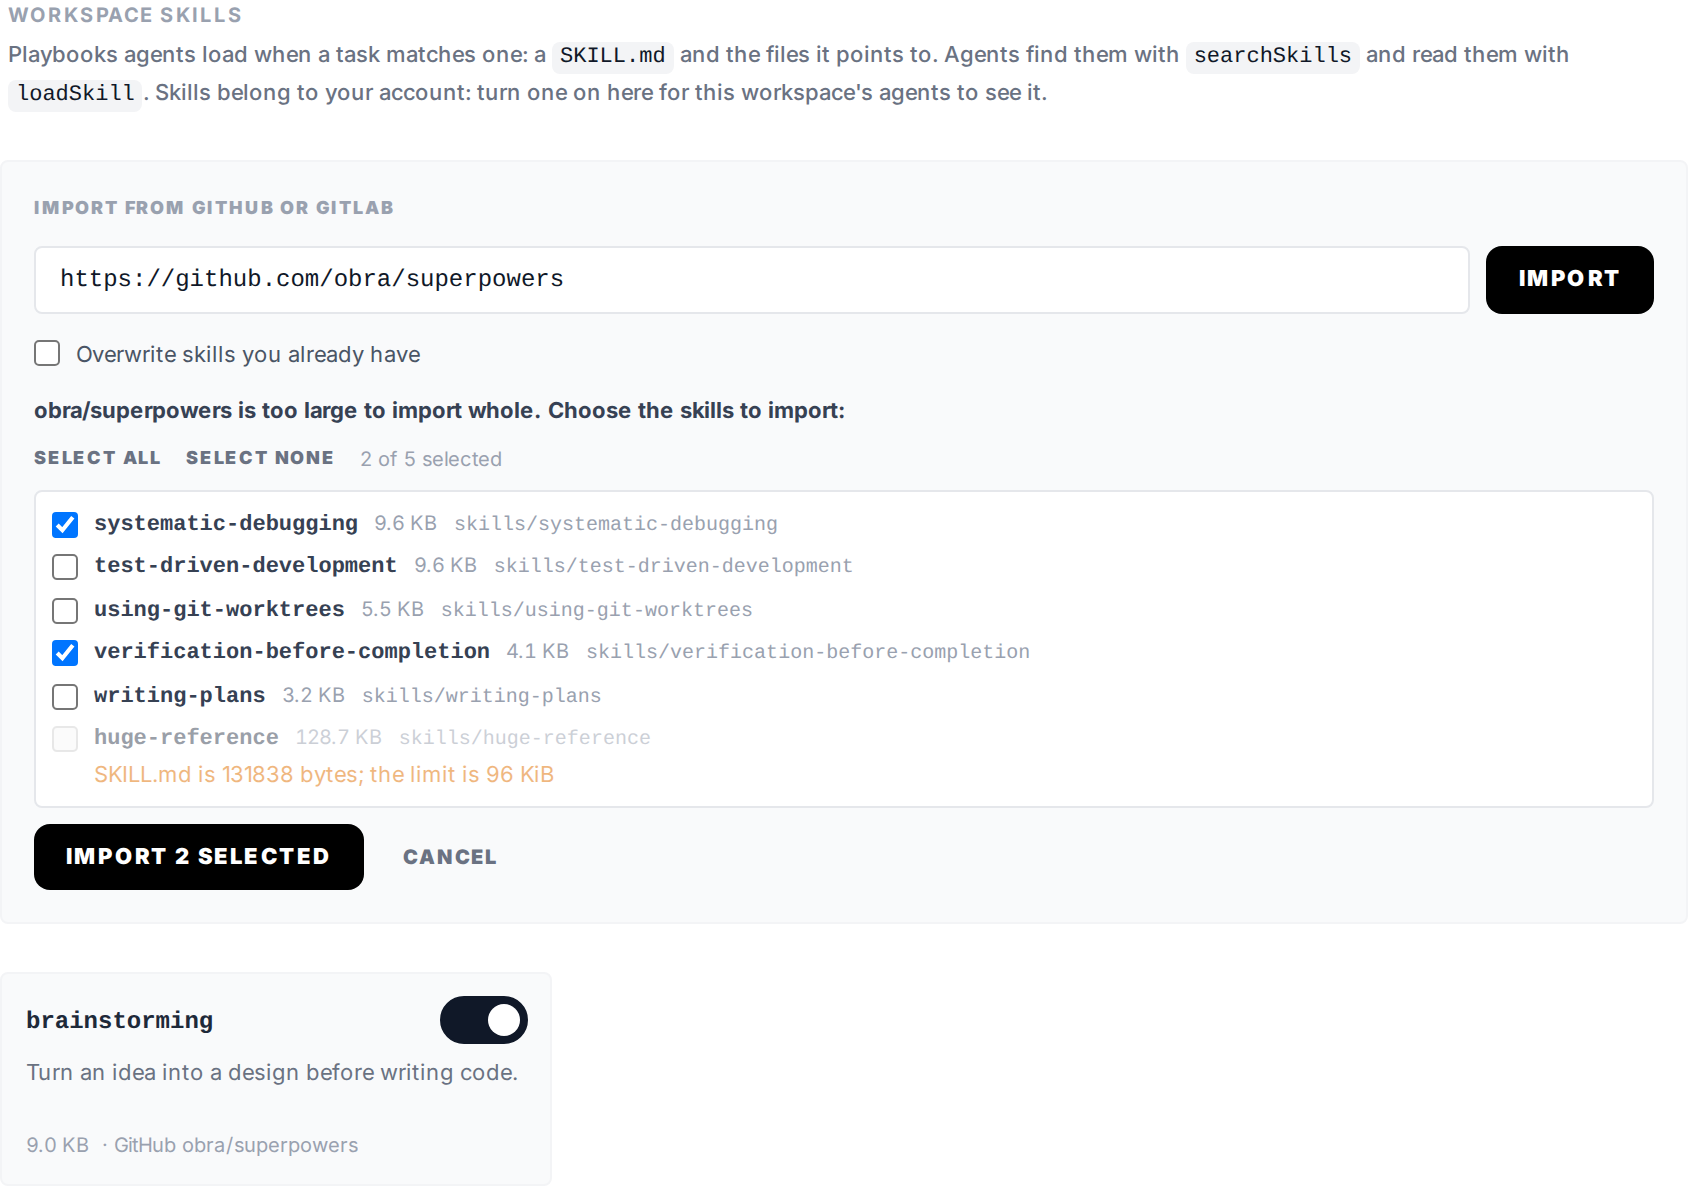 WORKSPACE SKILLS
Playbooks agents load when a task matches one: a SKILL.md and the files it points to. Agents find them with searchSkills and read them with
loadSkill. Skills belong to your account: turn one on here for this workspace's agents to see it.
IMPORT FROM GITHUB OR GITLAB
https://github.com/obra/superpowers
IMPORT
Overwrite skills you already have
obra/superpowers is too large to import whole. Choose the skills to import:
SELECT ALL SELECT NONE 2 of 5 selected
systematic-debugging 9.6 KB skills/systematic-debugging
test-driven-development 9.6 KB skills/test-driven-development
using-git-worktrees 5.5 KB skills/using-git-worktrees
verification-before-completion 4.1 KB skills/verification-before-completion
writing-plans 3.2 KB skills/writing-plans
huge-reference 128.7 KB skills/huge-reference
SKILL.md is 131838 bytes; the limit is 96 KiB
IMPORT 2 SELECTED CANCEL
brainstorming
Turn an idea into a design before writing code.
9.0 KB · GitHub obra/superpowers